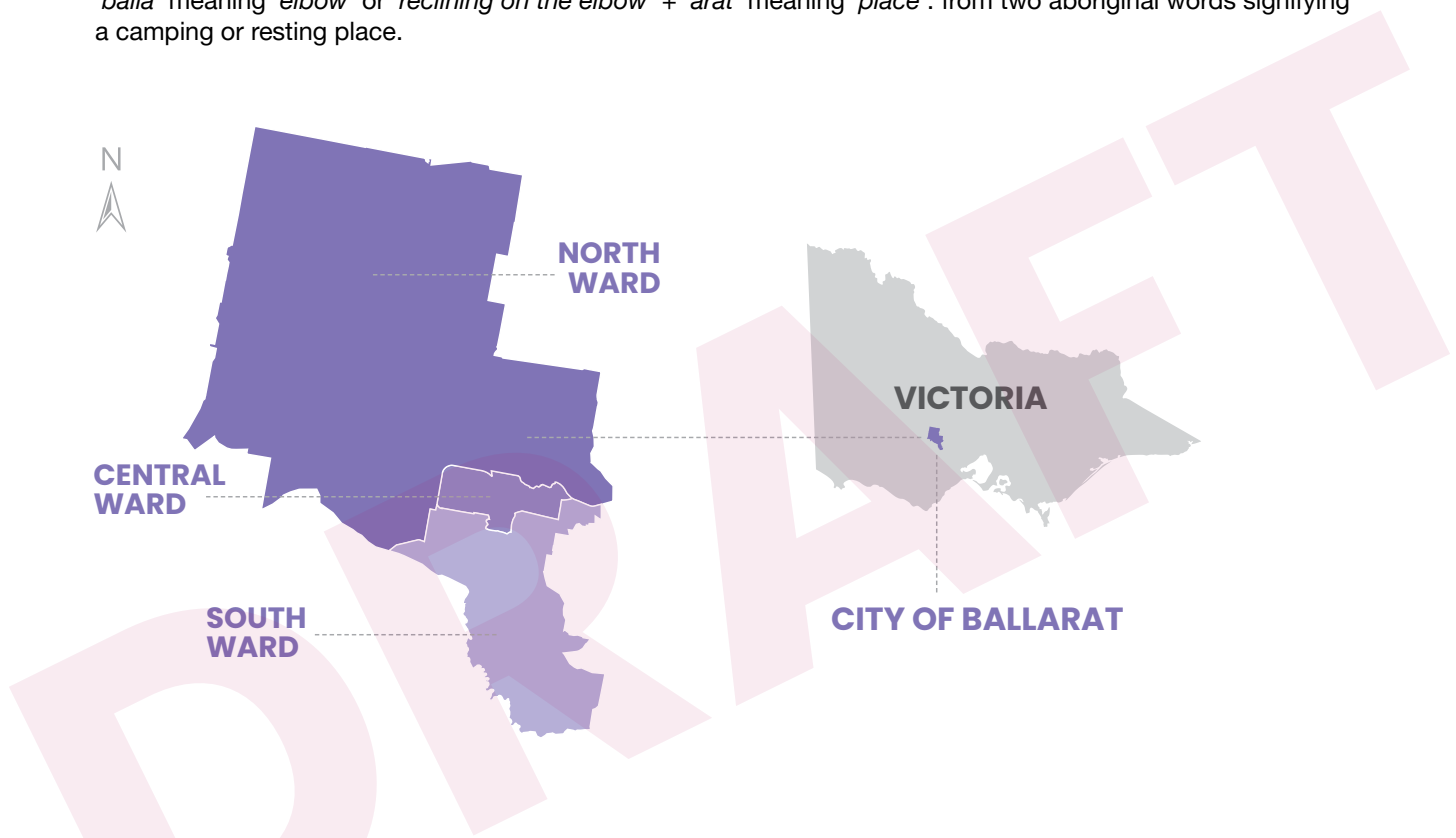 'balla' meaning 'elbow' or 'reclining on the elbow' + 'arat' meaning 'place': from two aboriginal words signifying
a camping or resting place.
N
NORTH
WARD
CENTRAL
WARD
SOUTH
WARD
VICTORIA
CITY OF BALLARAT
DRAFT